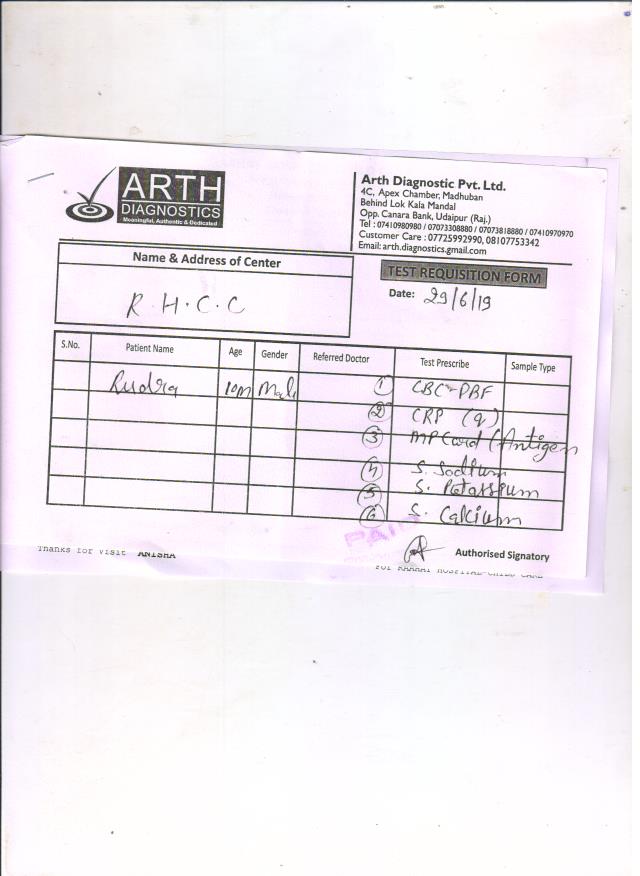 ARTH
DIAGNOSTICS
Meaningful, Authentic & Dedicated
Arth Diagnostic Pvt. Ltd.
4C, Apex Chamber, Madhuban
Behind Lok Kala Mandal
Opp. Canara Bank, Udaipur (Raj.)
Tel : 07410980980 / 07073308880 / 07073818880 / 07410970970
Customer Care : 07725992990, 08107753342
Email: arth.diagnostics.gmail.com
Name & Address of Center
R.H.C.C
TEST REQUISITION FORM
Date: 29/6/19
S.No. Patient Name Age Gender Referred Doctor Test Prescribe Sample Type
Rudra 10M Male ① CBC-PBF
② CRP (q)
③ MP Card (Antigen
④ S. Sodium
⑤ S. Potassium
⑥ S. Calcium
PAID
Authorised Signatory
Thanks for visit ANISHA